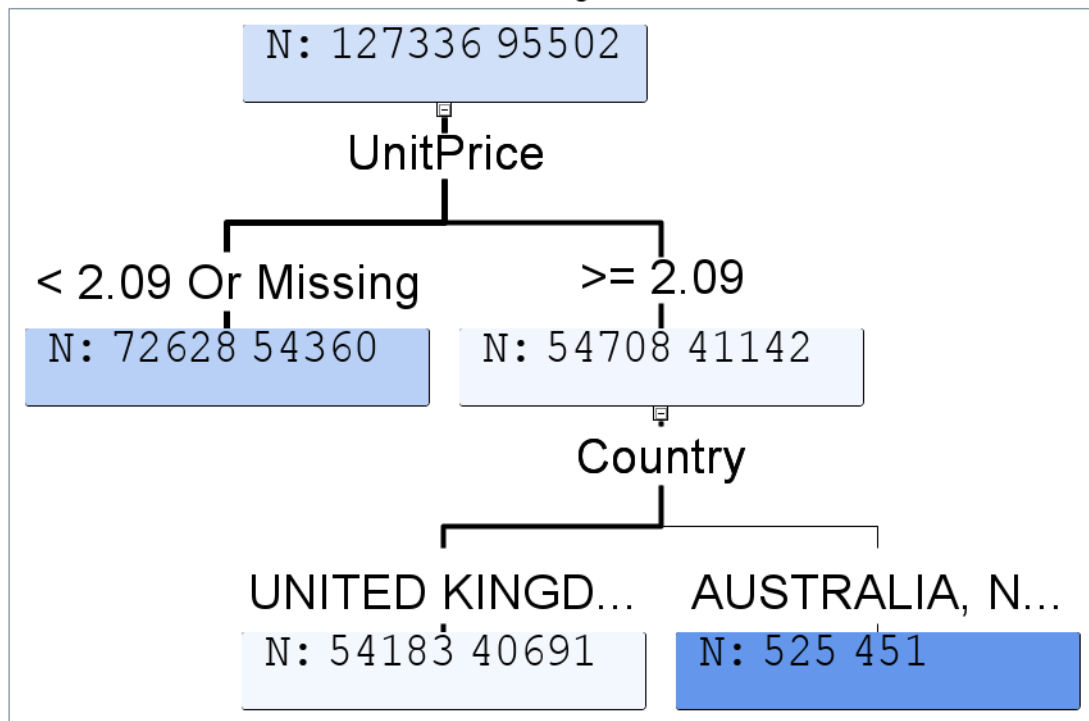 N: 127336 95502
UnitPrice
< 2.09 Or Missing
>= 2.09
N: 72628 54360
N: 54708 41142
Country
UNITED KINGD...
AUSTRALIA, N...
N: 54183 40691
N: 525 451